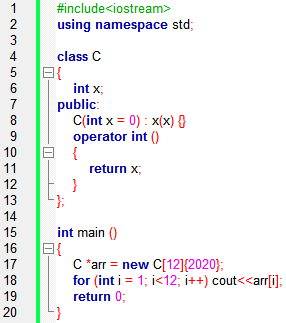 1 #include<iostream>
2 using namespace std;
3
4 class C
5 {
6 int x;
7 public:
8 C(int x = 0) : x(x) {}
9 operator int ()
10 {
11 return x;
12 }
13 };
14
15 int main ()
16 {
17 C *arr = new C[12]{2020};
18 for (int i = 1; i<12; i++) cout<<arr[i];
19 return 0;
20 }